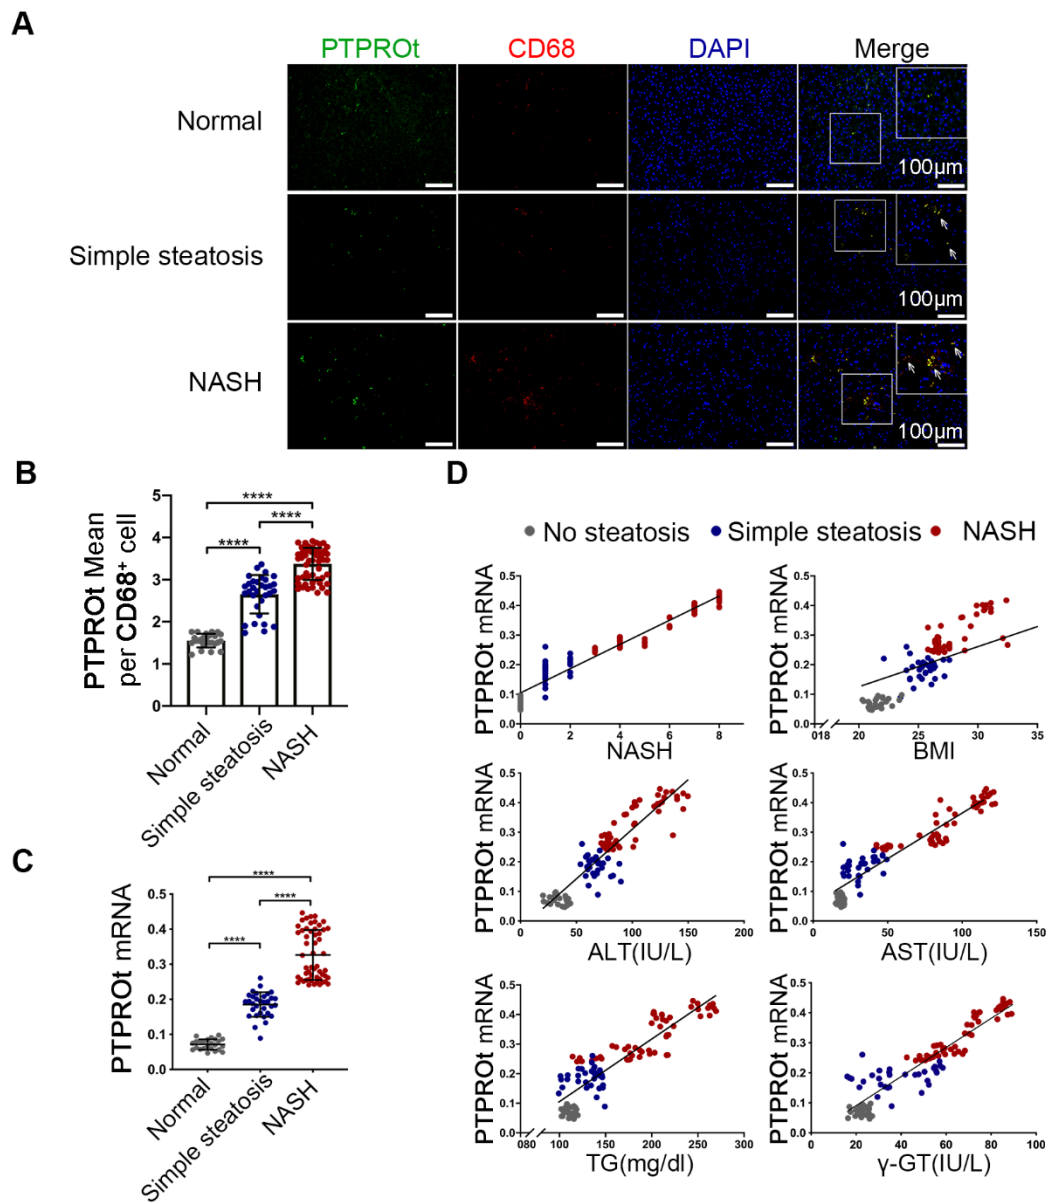 A
PTPROt CD68 DAPI Merge
Normal
100μm
Simple steatosis
100μm
NASH
100μm
B
PTPROt Mean
per CD68+ cell
5
4
3
2
1
0
****
**** ****
Normal
Simple steatosis
NASH
C
PTPROt mRNA
0.5
0.4
0.3
0.2
0.1
0.0
****
**** ****
Normal
Simple steatosis
NASH
D
No steatosis Simple steatosis NASH
PTPROt mRNA
0.5
0.4
0.3
0.2
0.1
0.0
0 2 4 6 8
NASH
PTPROt mRNA
0.5
0.4
0.3
0.2
0.1
0.0
0 18 20 25 30 35
BMI
PTPROt mRNA
0.5
0.4
0.3
0.2
0.1
0.0
0 50 100 150 200
ALT(IU/L)
PTPROt mRNA
0.5
0.4
0.3
0.2
0.1
0.0
0 50 100 150
AST(IU/L)
PTPROt mRNA
0.5
0.4
0.3
0.2
0.1
0.0
0 80 100 150 200 250 300
TG(mg/dl)
PTPROt mRNA
0.5
0.4
0.3
0.2
0.1
0.0
0 20 40 60 80 100
γ-GT(IU/L)